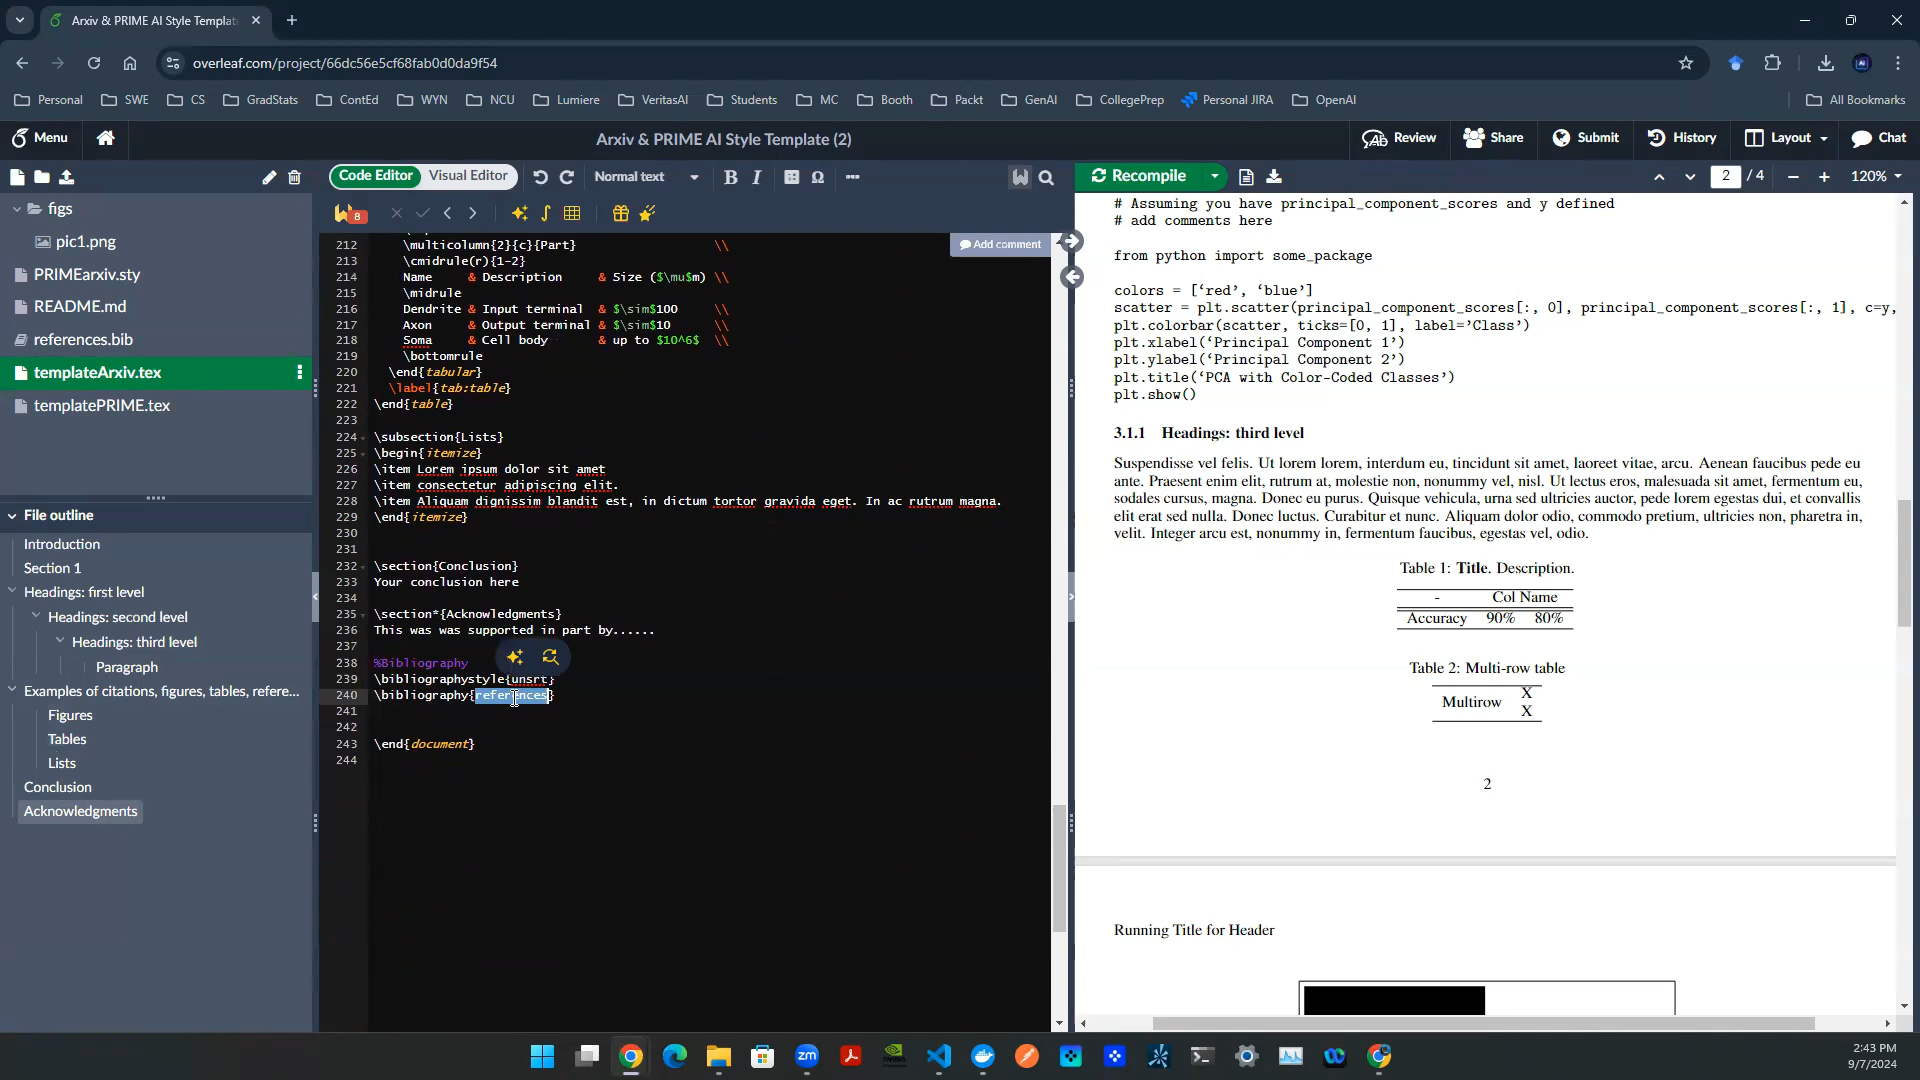 Arxiv & PRIME AI Style Templat
overleaf.com/project/66dc56e5cf68fab0d0da9f54
Personal SWE CS GradStats ContEd WYN NCU Lumiere VeritasAI Students MC Booth Packt GenAI CollegePrep Personal JIRA OpenAI All Bookmarks
Menu Arxiv & PRIME AI Style Template (2) Review Share Submit History Layout Chat
Code Editor Visual Editor Normal text B I Ω Recompile 2 / 4 120%
8
figs
pic1.png
PRIMEarxiv.sty
README.md
references.bib
templateArxiv.tex
templatePRIME.tex
File outline
Introduction
Section 1
Headings: first level
Headings: second level
Headings: third level
Paragraph
Examples of citations, figures, tables, refere...
Figures
Tables
Lists
Conclusion
Acknowledgments
Add comment
212 \multicolumn{2}{c}{Part} \\
213 \cmidrule(r){1-2}
214 Name & Description & Size ($\mu$m) \\
215 \midrule
216 Dendrite & Input terminal & $\sim$100 \\
217 Axon & Output terminal & $\sim$10 \\
218 Soma & Cell body & up to $10^6$ \\
219 \bottomrule
220 \end{tabular}
221 \label{tab:table}
222 \end{table}
223
224 \subsection{Lists}
225 \begin{itemize}
226 \item Lorem ipsum dolor sit amet
227 \item consectetur adipiscing elit.
228 \item Aliquam dignissim blandit est, in dictum tortor gravida eget. In ac rutrum magna.
229 \end{itemize}
230
231
232 \section{Conclusion}
233 Your conclusion here
234
235 \section*{Acknowledgments}
236 This was was supported in part by......
237
238 %Bibliography
239 \bibliographystyle{unsrt}
240 \bibliography{references}
241
242
243 \end{document}
244
# Assuming you have principal_component_scores and y defined
# add comments here
from python import some_package
colors = [‘red’, ‘blue’]
scatter = plt.scatter(principal_component_scores[:, 0], principal_component_scores[:, 1], c=y,
plt.colorbar(scatter, ticks=[0, 1], label=’Class’)
plt.xlabel(‘Principal Component 1’)
plt.ylabel(‘Principal Component 2’)
plt.title(‘PCA with Color-Coded Classes’)
plt.show()
3.1.1 Headings: third level
Suspendisse vel felis. Ut lorem lorem, interdum eu, tincidunt sit amet, laoreet vitae, arcu. Aenean faucibus pede eu
ante. Praesent enim elit, rutrum at, molestie non, nonummy vel, nisl. Ut lectus eros, malesuada sit amet, fermentum eu,
sodales cursus, magna. Donec eu purus. Quisque vehicula, urna sed ultricies auctor, pede lorem egestas dui, et convallis
elit erat sed nulla. Donec luctus. Curabitur et nunc. Aliquam dolor odio, commodo pretium, ultricies non, pharetra in,
velit. Integer arcu est, nonummy in, fermentum faucibus, egestas vel, odio.
Table 1: Title. Description.
- Col Name
Accuracy 90% 80%
Table 2: Multi-row table
Multirow X
X
2
Running Title for Header
2:43 PM
9/7/2024